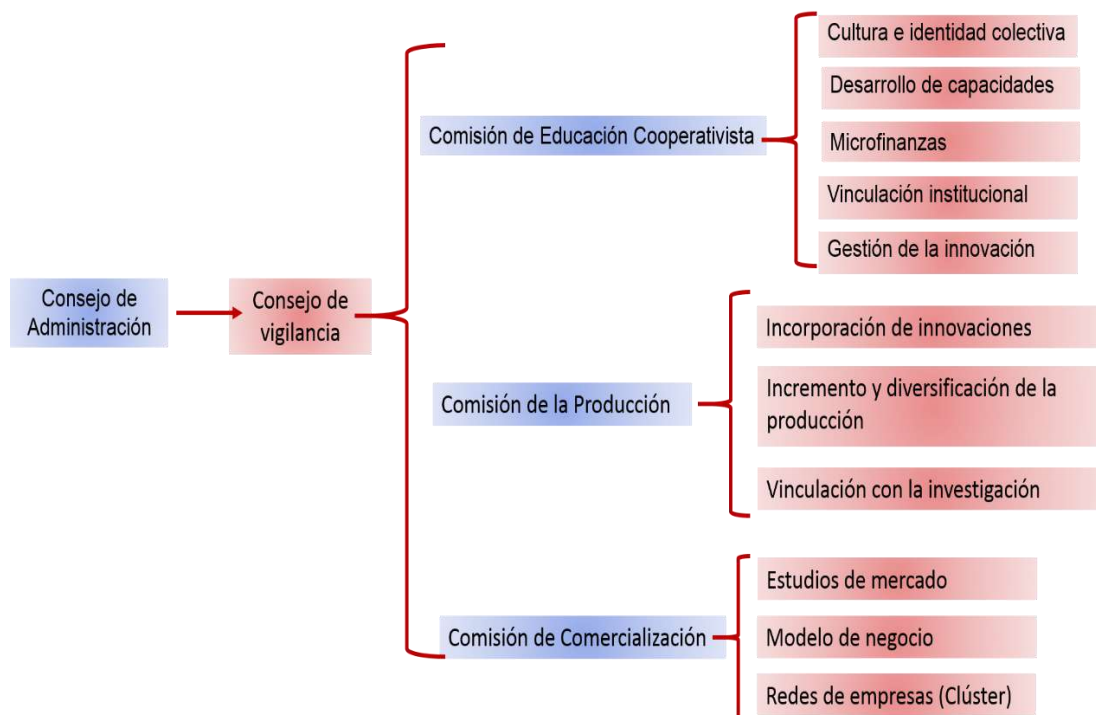 Consejo de
Administración
Consejo de
vigilancia
Comisión de Educación Cooperativista
Cultura e identidad colectiva
Desarrollo de capacidades
Microfinanzas
Vinculación institucional
Gestión de la innovación
Comisión de la Producción
Incorporación de innovaciones
Incremento y diversificación de la
producción
Vinculación con la investigación
Comisión de Comercialización
Estudios de mercado
Modelo de negocio
Redes de empresas (Clúster)